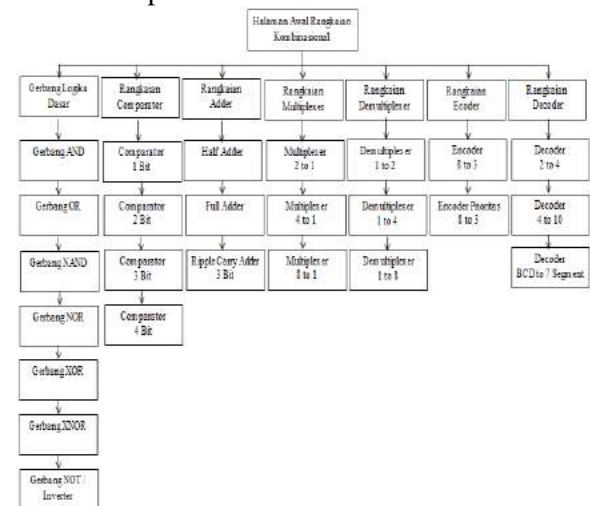 Halaman Awal Rangkaian
Kombinasional
Gerbang Logika
Dasar
Rangkaian
Comparator
Rangkaian
Adder
Rangkaian
Multiplexer
Rangkaian
Demultiplexer
Rangkaian
Ecoder
Rangkaian
Decoder
Gerbang AND
Comparator
1 Bit
Half Adder
Multiplexer
2 to 1
Demultiplexer
1 to 2
Encoder
8 to 3
Decoder
2 to 4
Gerbang OR
Comparator
2 Bit
Full Adder
Multiplexer
4 to 1
Demultiplexer
1 to 4
Encoder Prioritas
8 to 3
Decoder
4 to 10
Gerbang NAND
Comparator
3 Bit
Ripple Carry Adder
3 Bit
Multiplexer
8 to 1
Demultiplexer
1 to 8
Decoder
BCD to 7 Segment
Gerbang NOR
Comparator
4 Bit
Gerbang XOR
Gerbang XNOR
Gerbang NOT /
Inverter